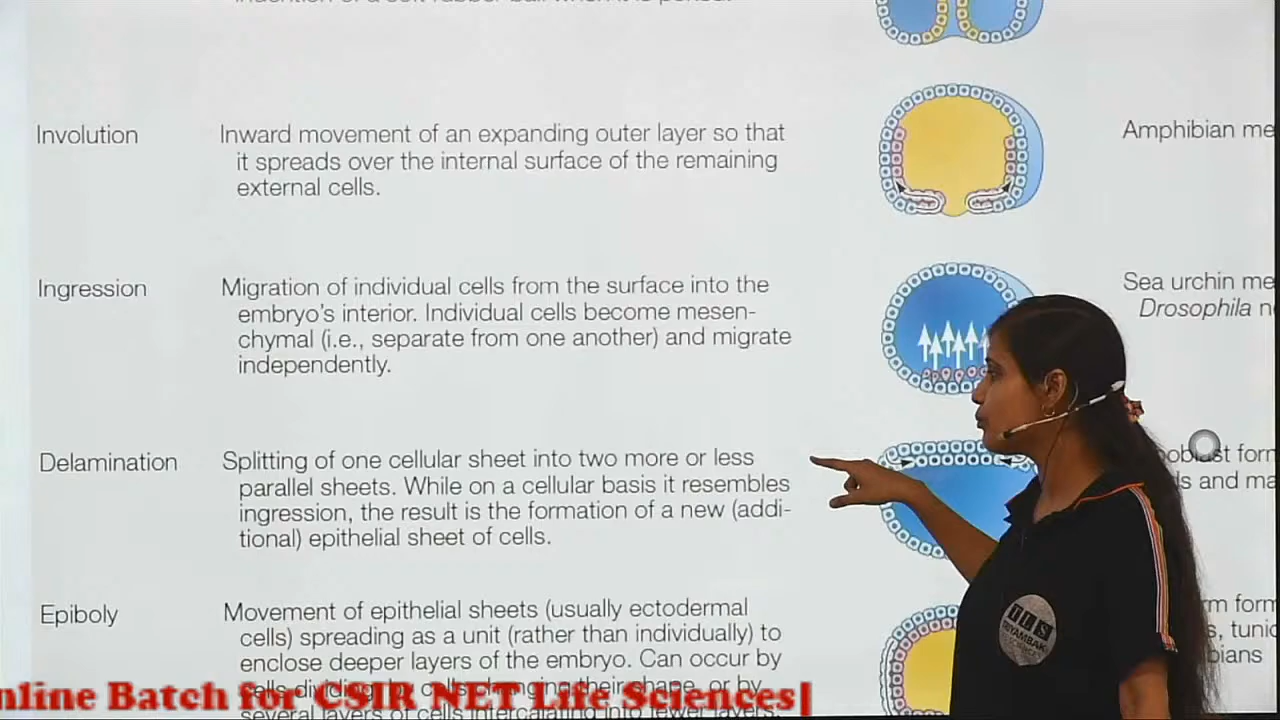 Involution
Inward movement of an expanding outer layer so that
it spreads over the internal surface of the remaining
external cells.
Amphibian me
Ingression
Migration of individual cells from the surface into the
embryo's interior. Individual cells become mesen-
chymal (i.e., separate from one another) and migrate
independently.
Sea urchin me
Drosophila n
Delamination
Splitting of one cellular sheet into two more or less
parallel sheets. While on a cellular basis it resembles
ingression, the result is the formation of a new (addi-
tional) epithelial sheet of cells.
oblast form
ds and ma
Epiboly
Movement of epithelial sheets (usually ectodermal
cells) spreading as a unit (rather than individually) to
enclose deeper layers of the embryo. Can occur by
cells dividing, by cells changing their shape, or by
several layers of cells intercalating into fewer layers.
rm form
s, tunic
bians
TLS
nline Batch for CSIR NET Life Sciences|